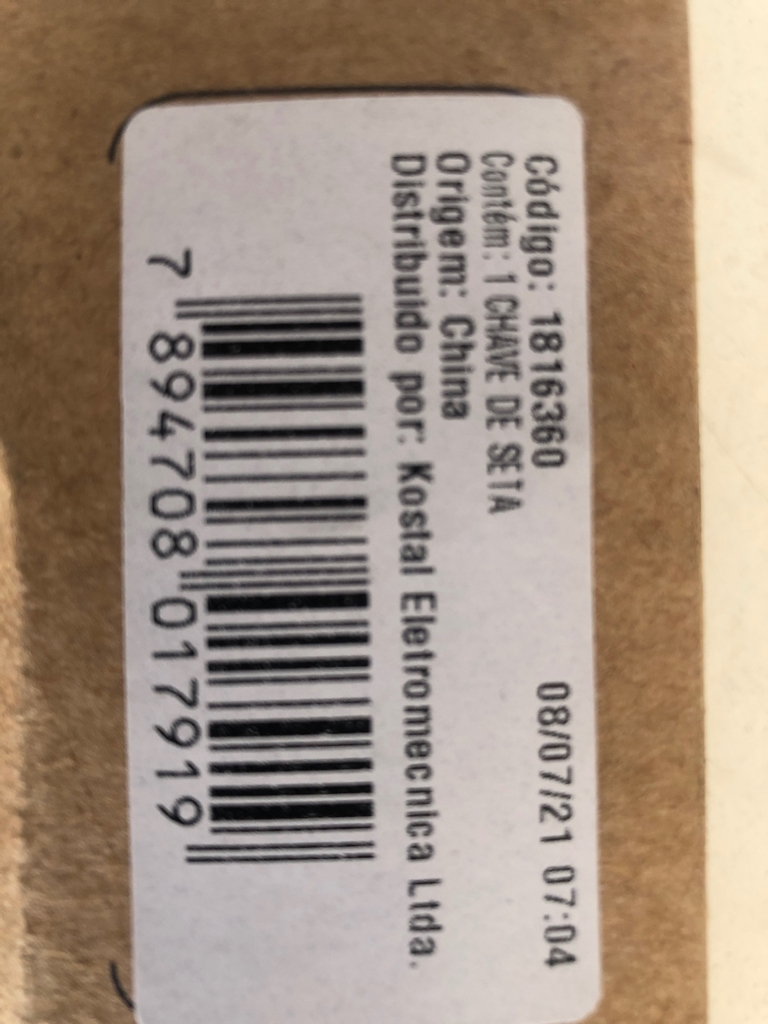 Código: 1816360 08/07/21 07:04
Contém: 1 CHAVE DE SETA
Origem: China
Distribuido por: Kostal Eletromecnica Ltda.
7 894708 017919